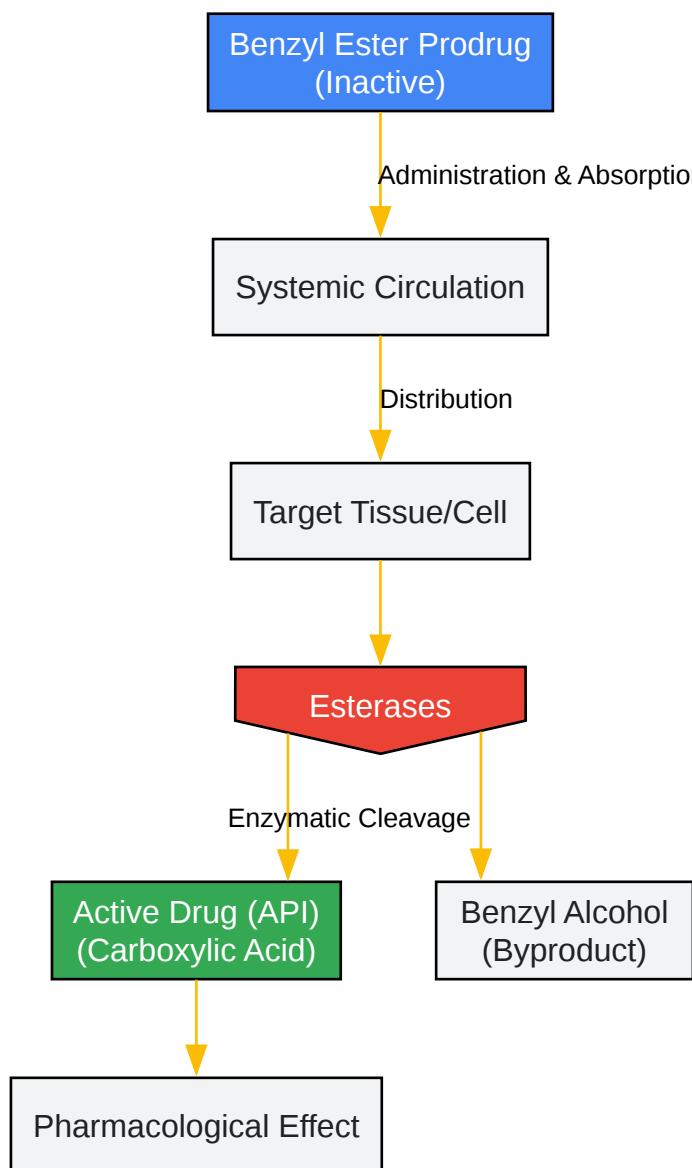 Benzyl Ester Prodrug
(Inactive)
Administration & Absorptio
Systemic Circulation
Distribution
Target Tissue/Cell
Esterases
Enzymatic Cleavage
Active Drug (API)
(Carboxylic Acid)
Benzyl Alcohol
(Byproduct)
Pharmacological Effect